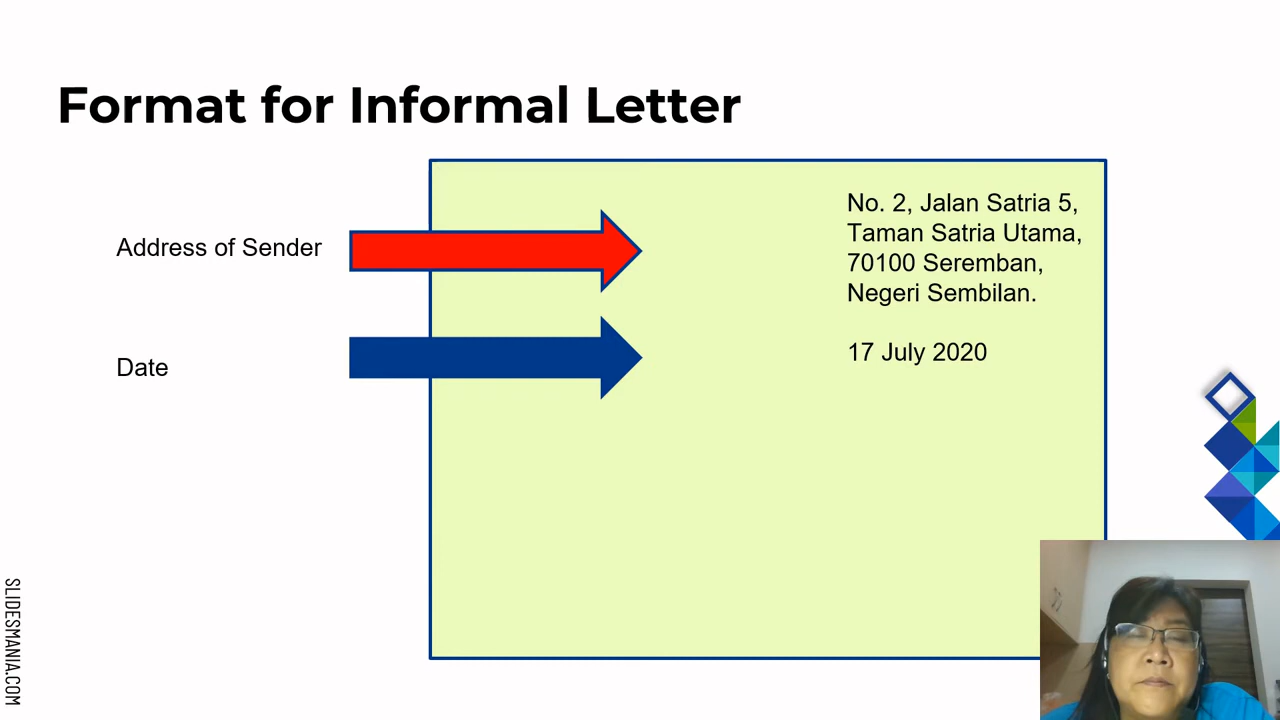 Format for Informal Letter
Address of Sender
No. 2, Jalan Satria 5,
Taman Satria Utama,
70100 Seremban,
Negeri Sembilan.
Date
17 July 2020
SLIDESMANIA.COM